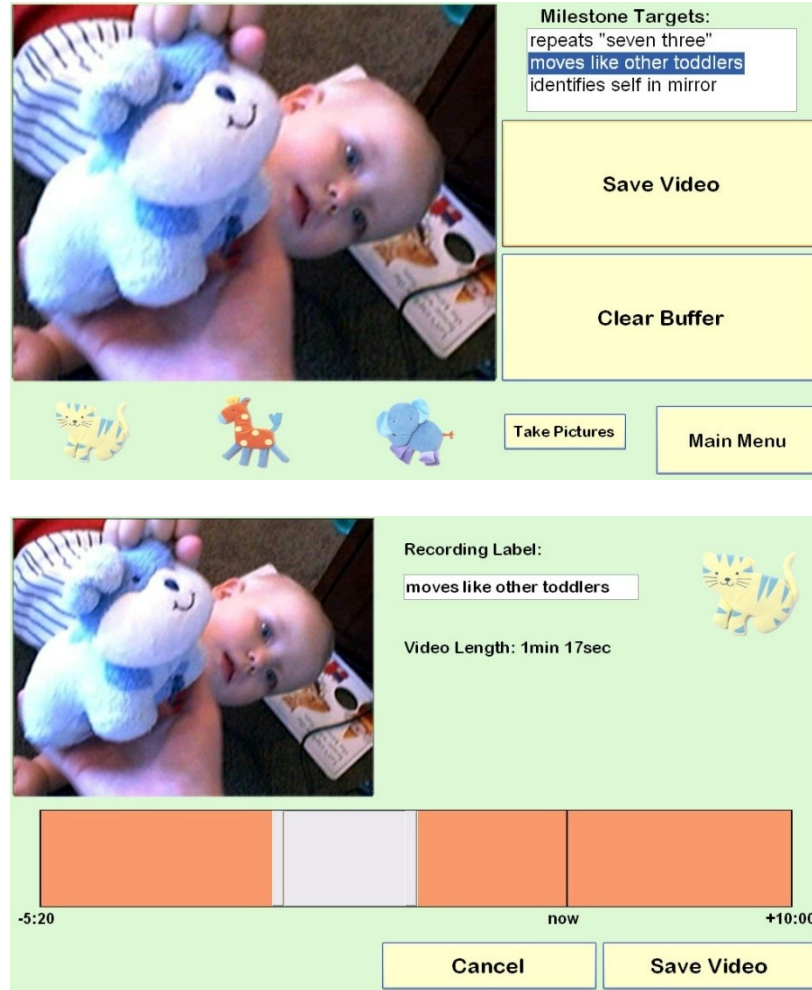 Milestone Targets:
repeats "seven three"
moves like other toddlers
identifies self in mirror
Save Video
Clear Buffer
Take Pictures
Main Menu
Recording Label:
moves like other toddlers
Video Length: 1min 17sec
-5:20
now
+10:00
Cancel
Save Video